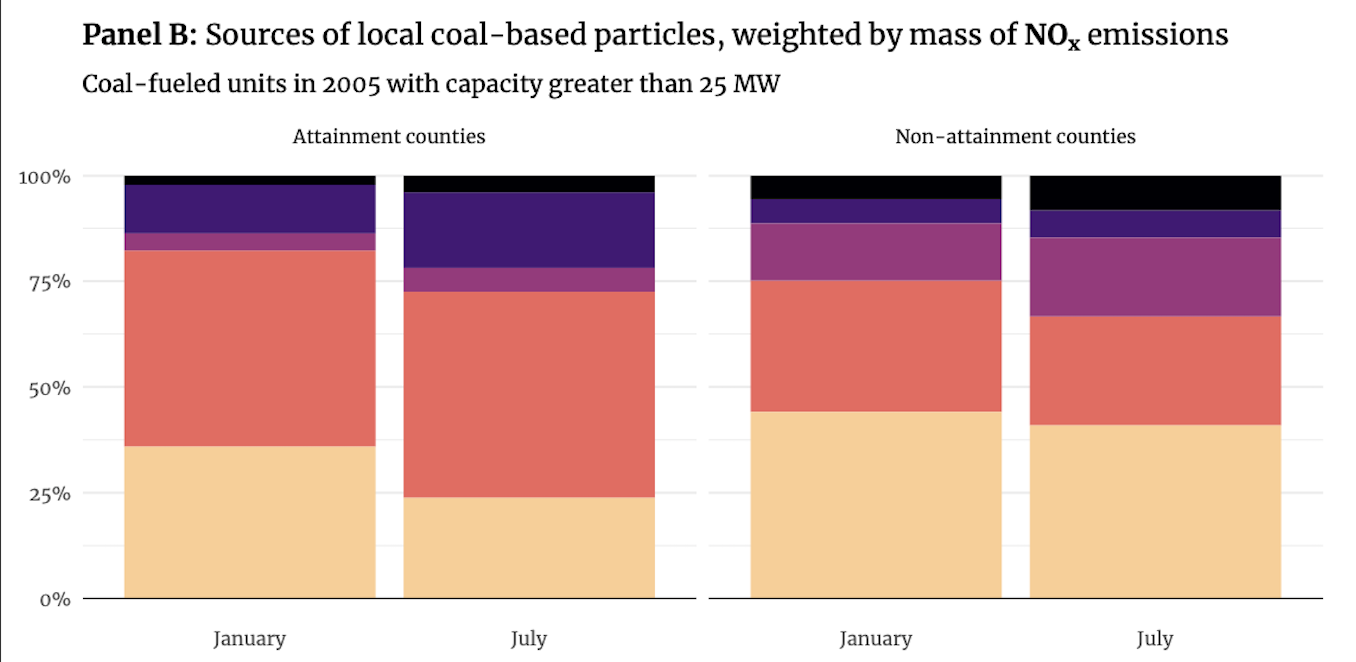 Panel B: Sources of local coal-based particles, weighted by mass of NOx emissions
Coal-fueled units in 2005 with capacity greater than 25 MW
Attainment counties
Non-attainment counties
100%
75%
50%
25%
0%
January
July
January
July